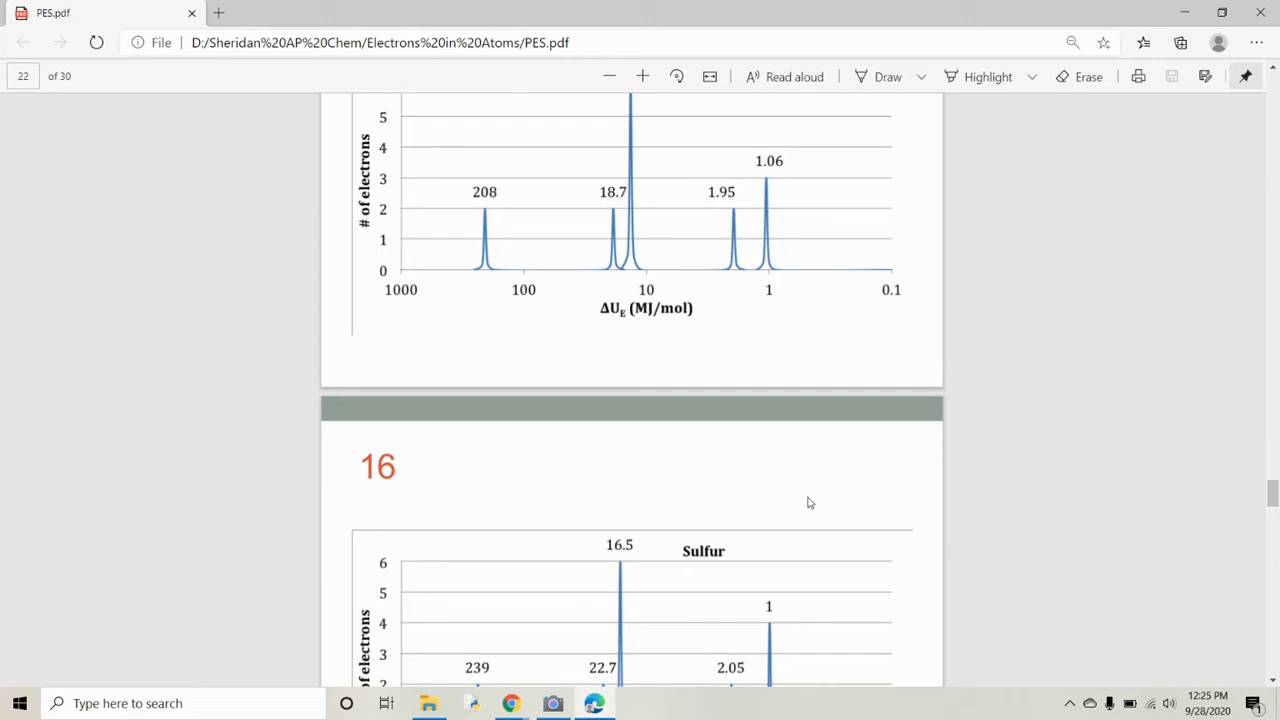 PES.pdf
File D:/Sheridan%20AP%20Chem/Electrons%20in%20Atoms/PES.pdf
22 of 30 Read aloud Draw Highlight Erase
# of electrons
5
4
3
2
1
0
208
18.7
1.95
1.06
1000 100 10 1 0.1
ΔUE (MJ/mol)
16
Sulfur
of electrons
6
5
4
3
2
239
22.7
16.5
2.05
1
Type here to search
12:25 PM
9/28/2020
1